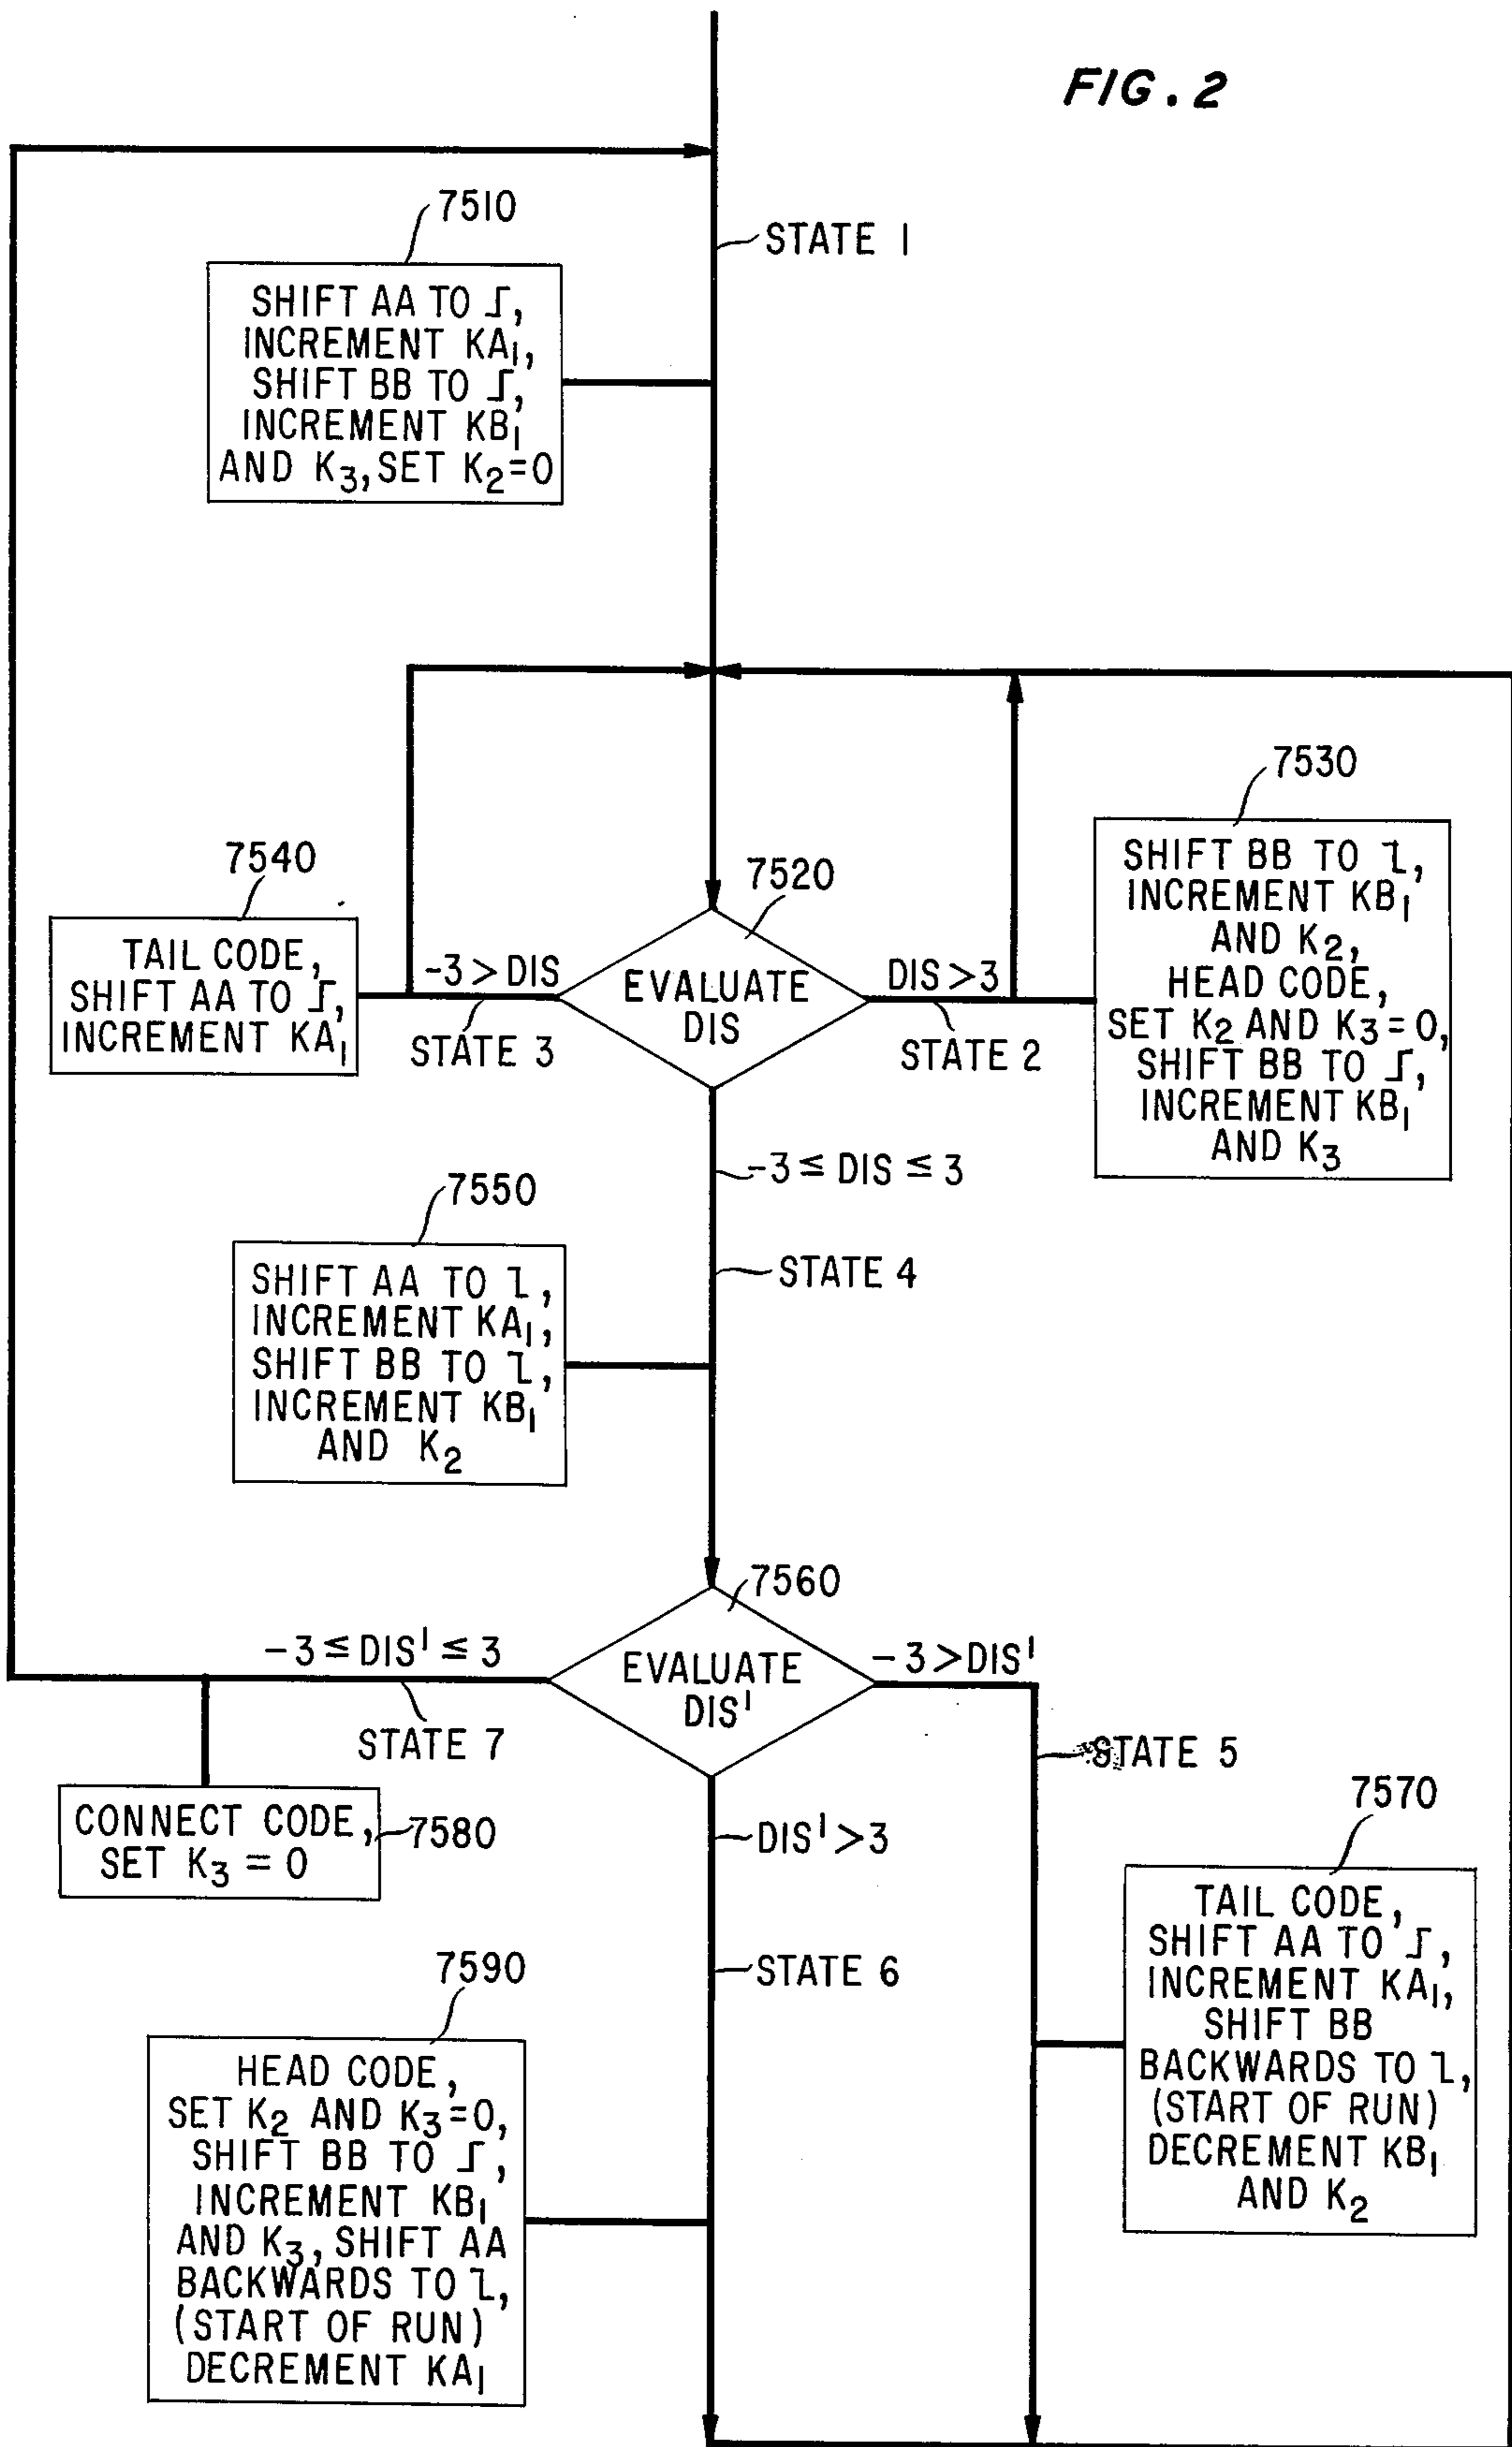 FIG. 2
7510
STATE 1
SHIFT AA TO ⎍,
INCREMENT KA₁,
SHIFT BB TO ⎍,
INCREMENT KB₁
AND K₃, SET K₂=0
7530
7540
7520
SHIFT BB TO ʅ,
INCREMENT KB₁
AND K₂,
HEAD CODE,
SET K₂ AND K₃=0,
SHIFT BB TO ⎍,
INCREMENT KB₁
AND K₃
TAIL CODE,
SHIFT AA TO ⎍,
INCREMENT KA₁
-3 > DIS
EVALUATE
DIS
DIS > 3
STATE 3
STATE 2
-3 ≤ DIS ≤ 3
7550
STATE 4
SHIFT AA TO ʅ,
INCREMENT KA₁,
SHIFT BB TO ʅ,
INCREMENT KB₁
AND K₂
7560
-3 ≤ DIS' ≤ 3
EVALUATE
DIS'
-3 > DIS'
STATE 7
STATE 5
CONNECT CODE,
SET K₃ = 0
7580
DIS' > 3
7570
TAIL CODE,
SHIFT AA TO ⎍,
INCREMENT KA₁,
SHIFT BB
BACKWARDS TO ʅ,
(START OF RUN)
DECREMENT KB₁
AND K₂
7590
STATE 6
HEAD CODE,
SET K₂ AND K₃=0,
SHIFT BB TO ⎍,
INCREMENT KB₁
AND K₃, SHIFT AA
BACKWARDS TO ʅ,
(START OF RUN)
DECREMENT KA₁